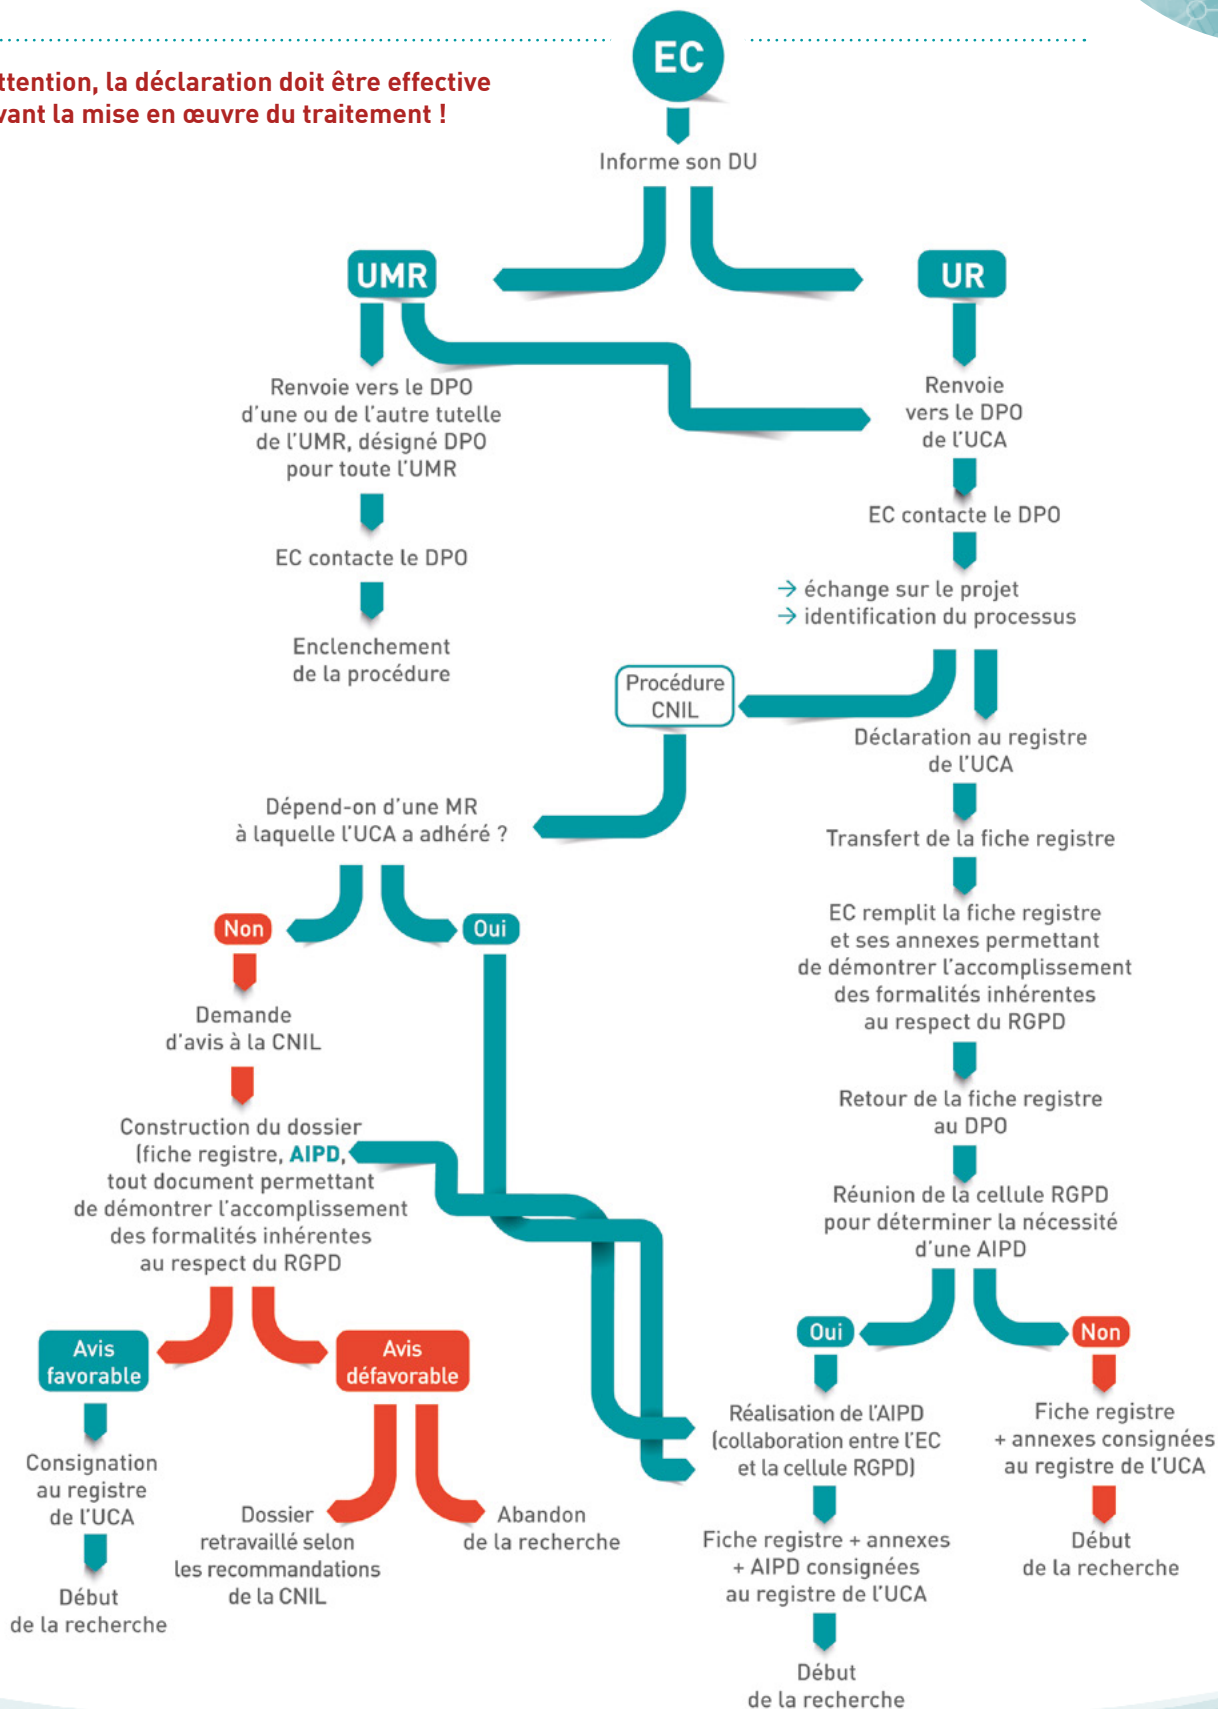 EC
ttention, la déclaration doit être effective
vant la mise en œuvre du traitement !
Informe son DU
UMR
UR
Renvoie vers le DPO
d'une ou de l'autre tutelle
de l'UMR, désigné DPO
pour toute l'UMR
Renvoie
vers le DPO
de l'UCA
EC contacte le DPO
EC contacte le DPO
Enclenchement
de la procédure
→ échange sur le projet
→ identification du processus
Procédure
CNIL
Déclaration au registre
de l'UCA
Dépend-on d'une MR
à laquelle l'UCA a adhéré ?
Transfert de la fiche registre
Non
Oui
EC remplit la fiche registre
et ses annexes permettant
de démontrer l'accomplissement
des formalités inhérentes
au respect du RGPD
Demande
d'avis à la CNIL
Retour de la fiche registre
au DPO
Construction du dossier
(fiche registre, AIPD,
tout document permettant
de démontrer l'accomplissement
des formalités inhérentes
au respect du RGPD
Réunion de la cellule RGPD
pour déterminer la nécessité
d'une AIPD
Avis
favorable
Avis
défavorable
Oui
Non
Réalisation de l'AIPD
(collaboration entre l'EC
et la cellule RGPD)
Fiche registre
+ annexes consignées
au registre de l'UCA
Consignation
au registre
de l'UCA
Dossier
retravaillé selon
les recommandations
de la CNIL
Abandon
de la recherche
Fiche registre + annexes
+ AIPD consignées
au registre de l'UCA
Début
de la recherche
Début
de la recherche
Début
de la recherche